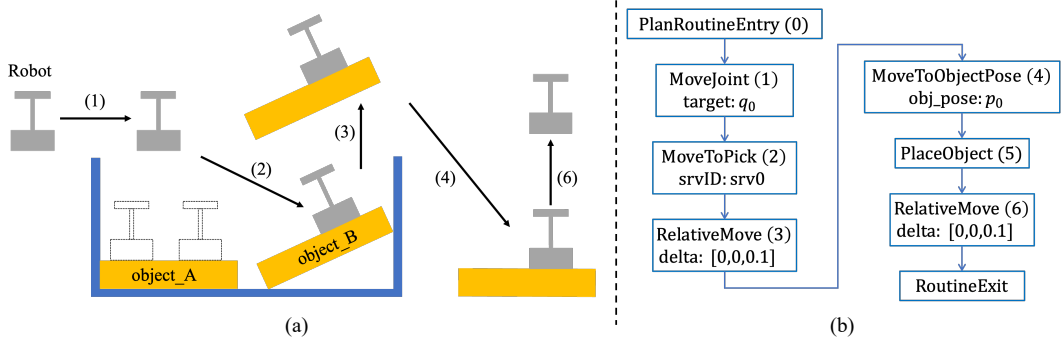 Robot
(1)
(2)
(3)
(4)
(6)
object_A
object_B
(a)
PlanRoutineEntry (0)
MoveJoint (1)
target: q₀
MoveToPick (2)
srvID: srv0
RelativeMove (3)
delta: [0,0,0.1]
MoveToObjectPose (4)
obj_pose: p₀
PlaceObject (5)
RelativeMove (6)
delta: [0,0,0.1]
RoutineExit
(b)